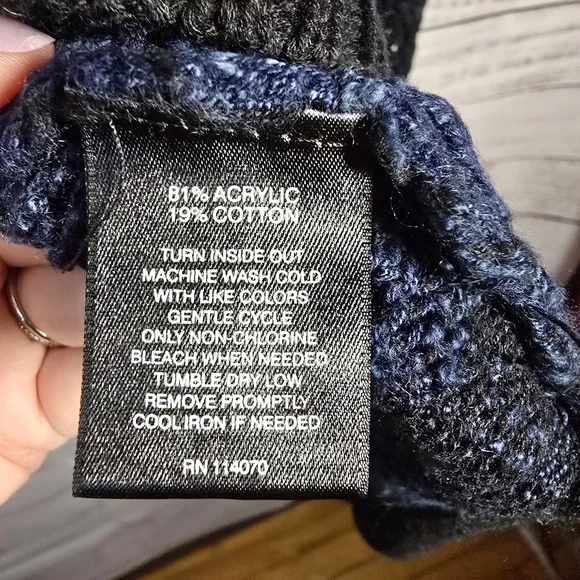 81% ACRYLIC
19% COTTON
TURN INSIDE OUT
MACHINE WASH COLD
WITH LIKE COLORS
GENTLE CYCLE
ONLY NON-CHLORINE
BLEACH WHEN NEEDED
TUMBLE DRY LOW
REMOVE PROMPTLY
COOL IRON IF NEEDED
RN 114070